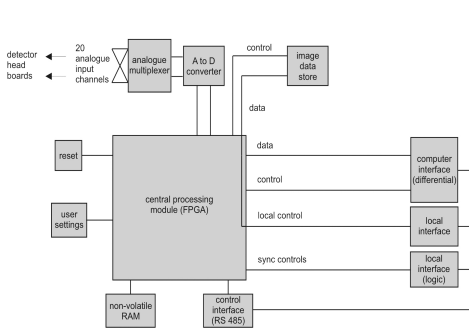 detector
head
boards
20
analogue
input
channels
analogue
multiplexer
A to D
converter
control
image
data
store
data
reset
user
settings
central processing
module (FPGA)
data
control
local control
sync controls
computer
interface
(differential)
local
interface
local
interface
(logic)
non-volatile
RAM
control
interface
(RS 485)